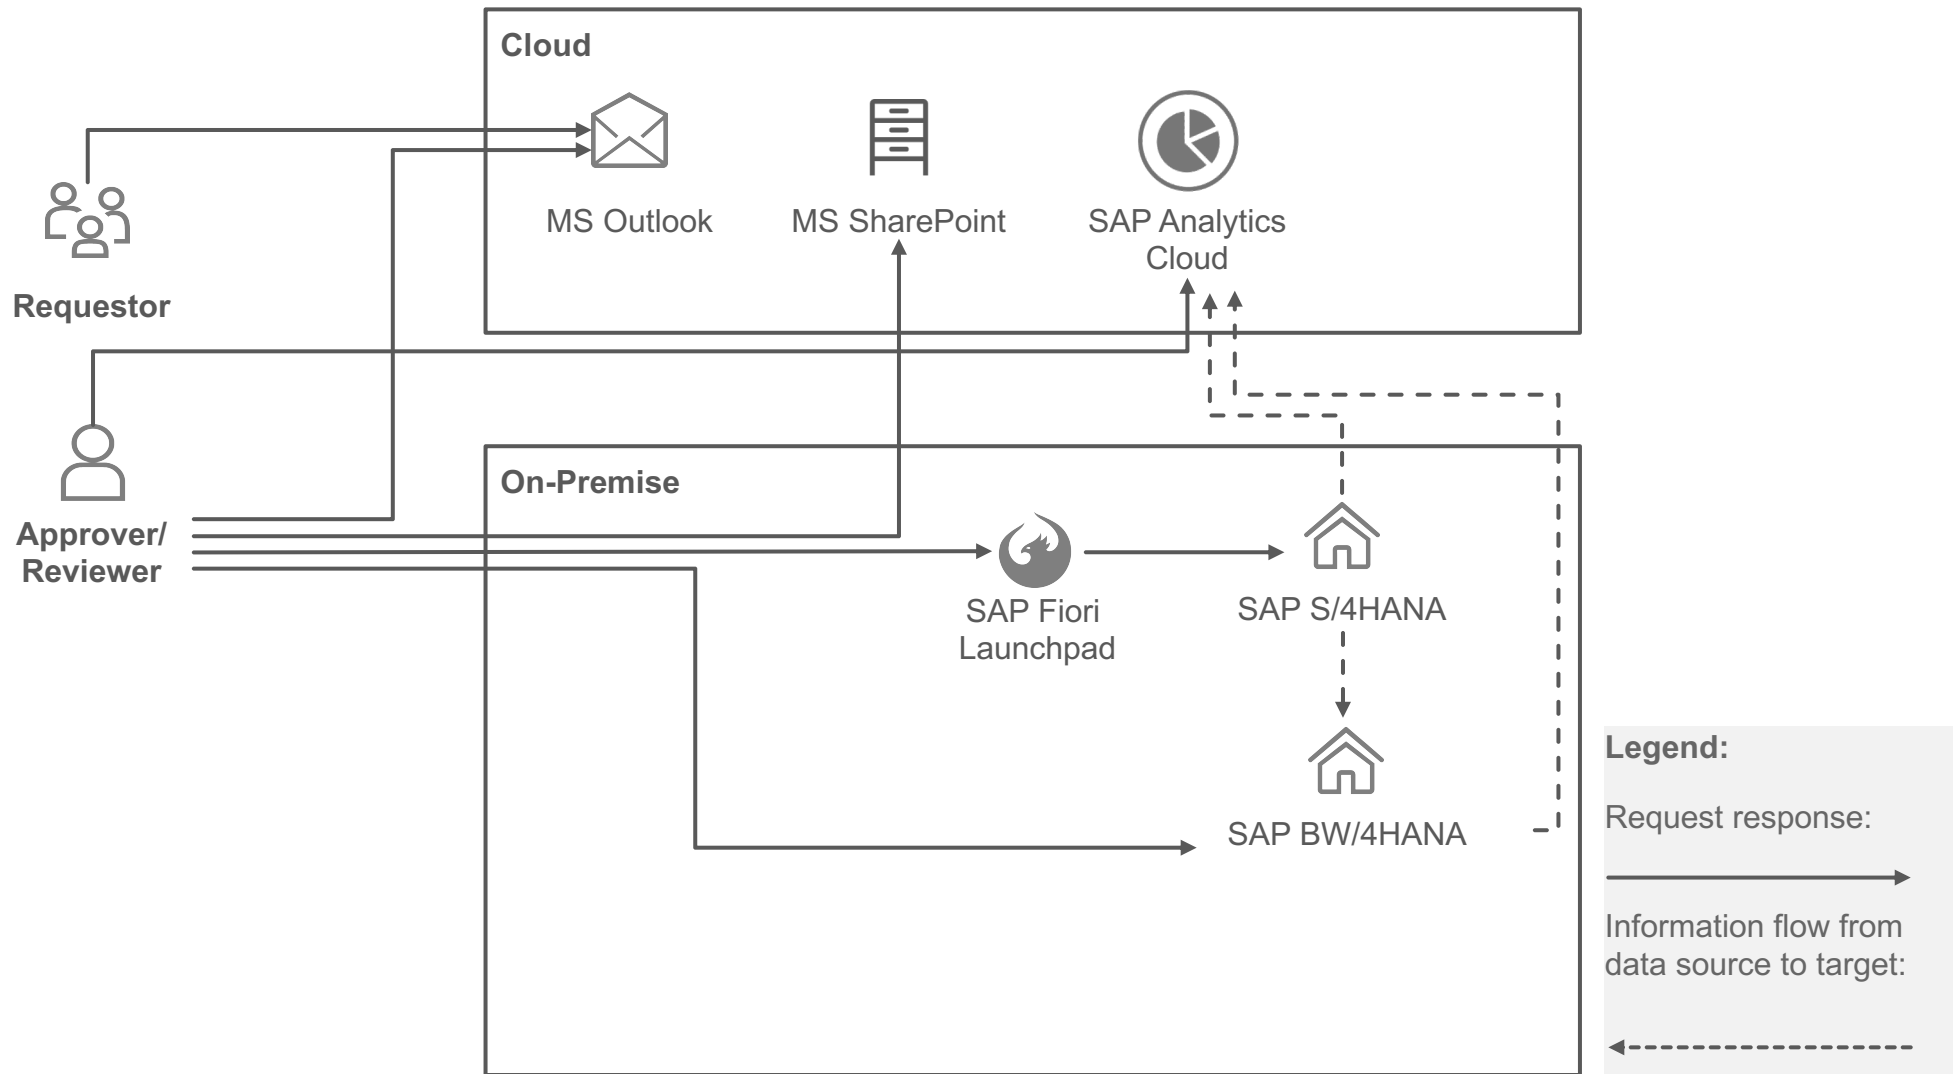 Cloud
MS Outlook
MS SharePoint
SAP Analytics
Cloud
Requestor
Approver/
Reviewer
On-Premise
SAP Fiori
Launchpad
SAP S/4HANA
SAP BW/4HANA
Legend:
Request response:
Information flow from
data source to target: